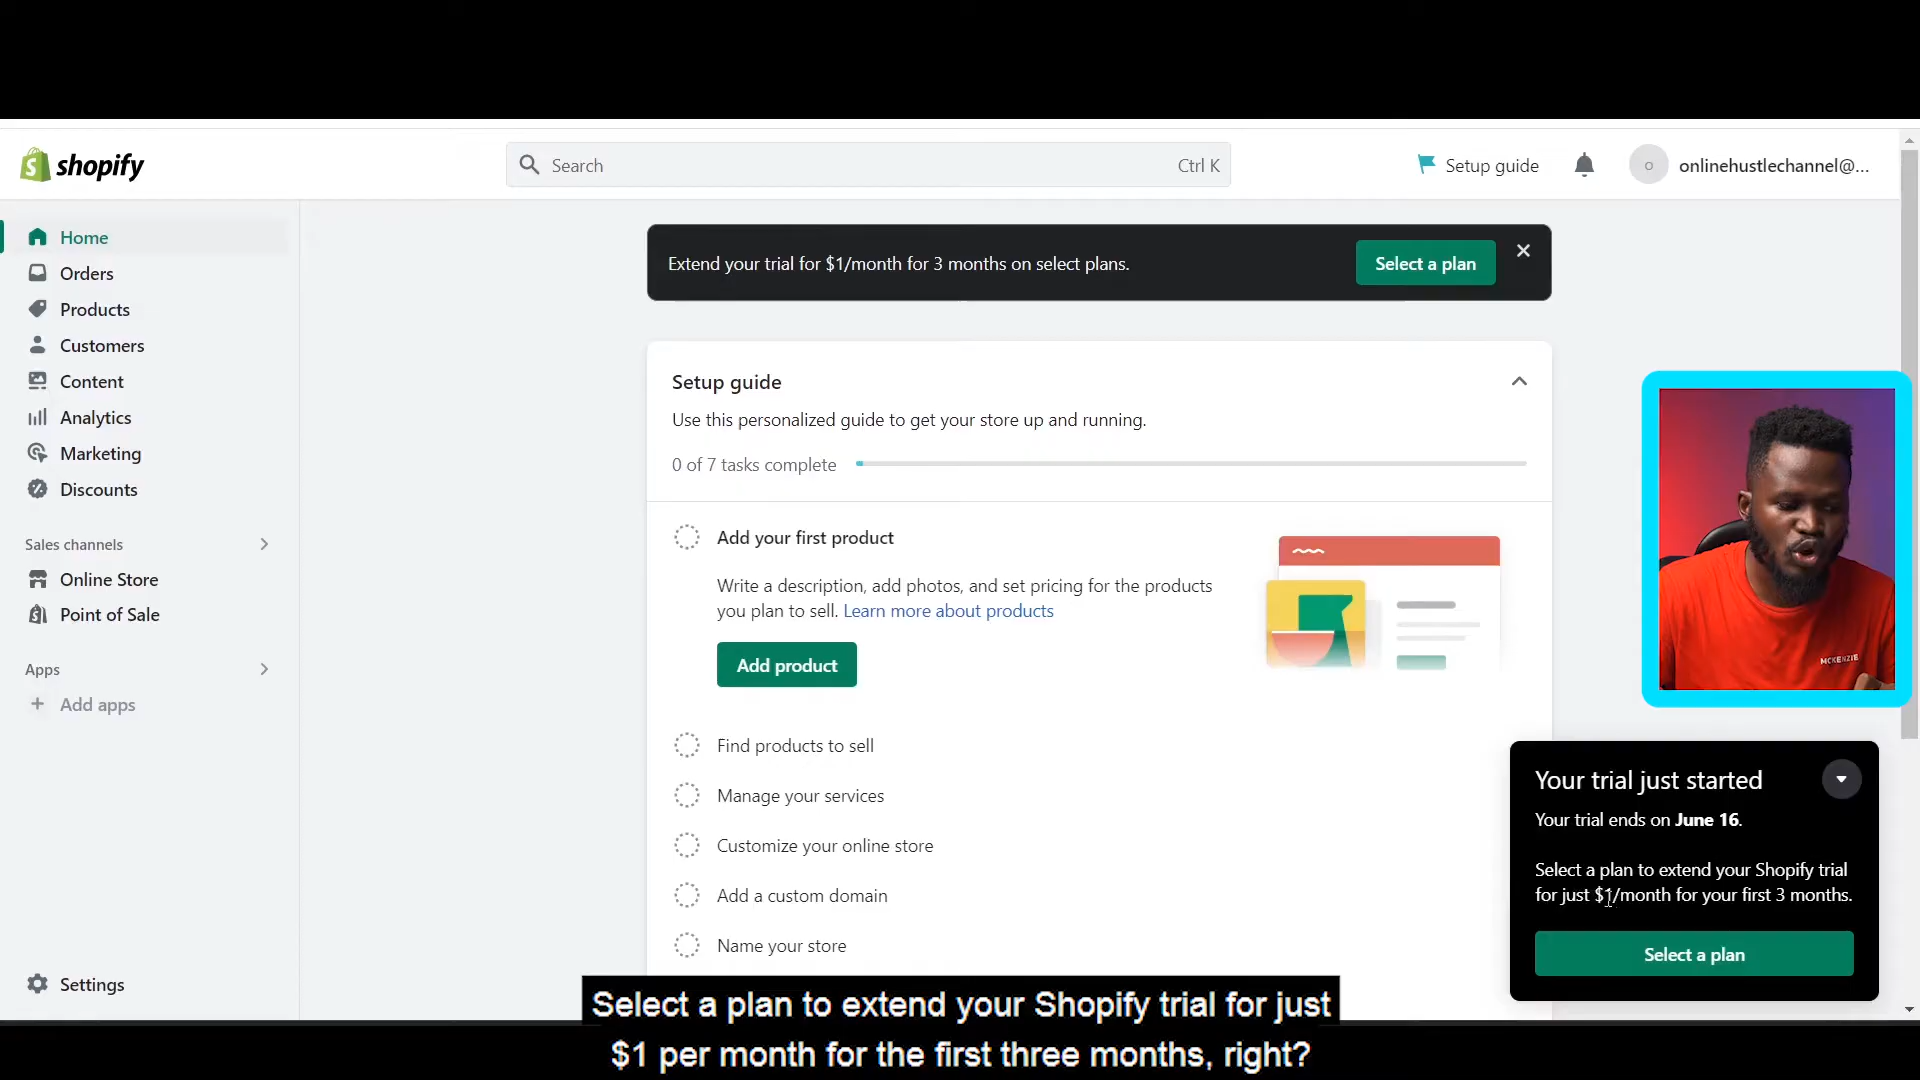 shopify
Search
Ctrl K
Setup guide
o
onlinehustlechannel@...
Home
Orders
Products
Customers
Content
Analytics
Marketing
Discounts
Sales channels
Online Store
Point of Sale
Apps
Add apps
Settings
Extend your trial for $1/month for 3 months on select plans.
Select a plan
Setup guide
Use this personalized guide to get your store up and running.
0 of 7 tasks complete
Add your first product
Write a description, add photos, and set pricing for the products
you plan to sell. Learn more about products
Add product
Find products to sell
Manage your services
Customize your online store
Add a custom domain
Name your store
MCKENZIE
Your trial just started
Your trial ends on June 16.
Select a plan to extend your Shopify trial
for just $1/month for your first 3 months.
Select a plan
Select a plan to extend your Shopify trial for just
$1 per month for the first three months, right?